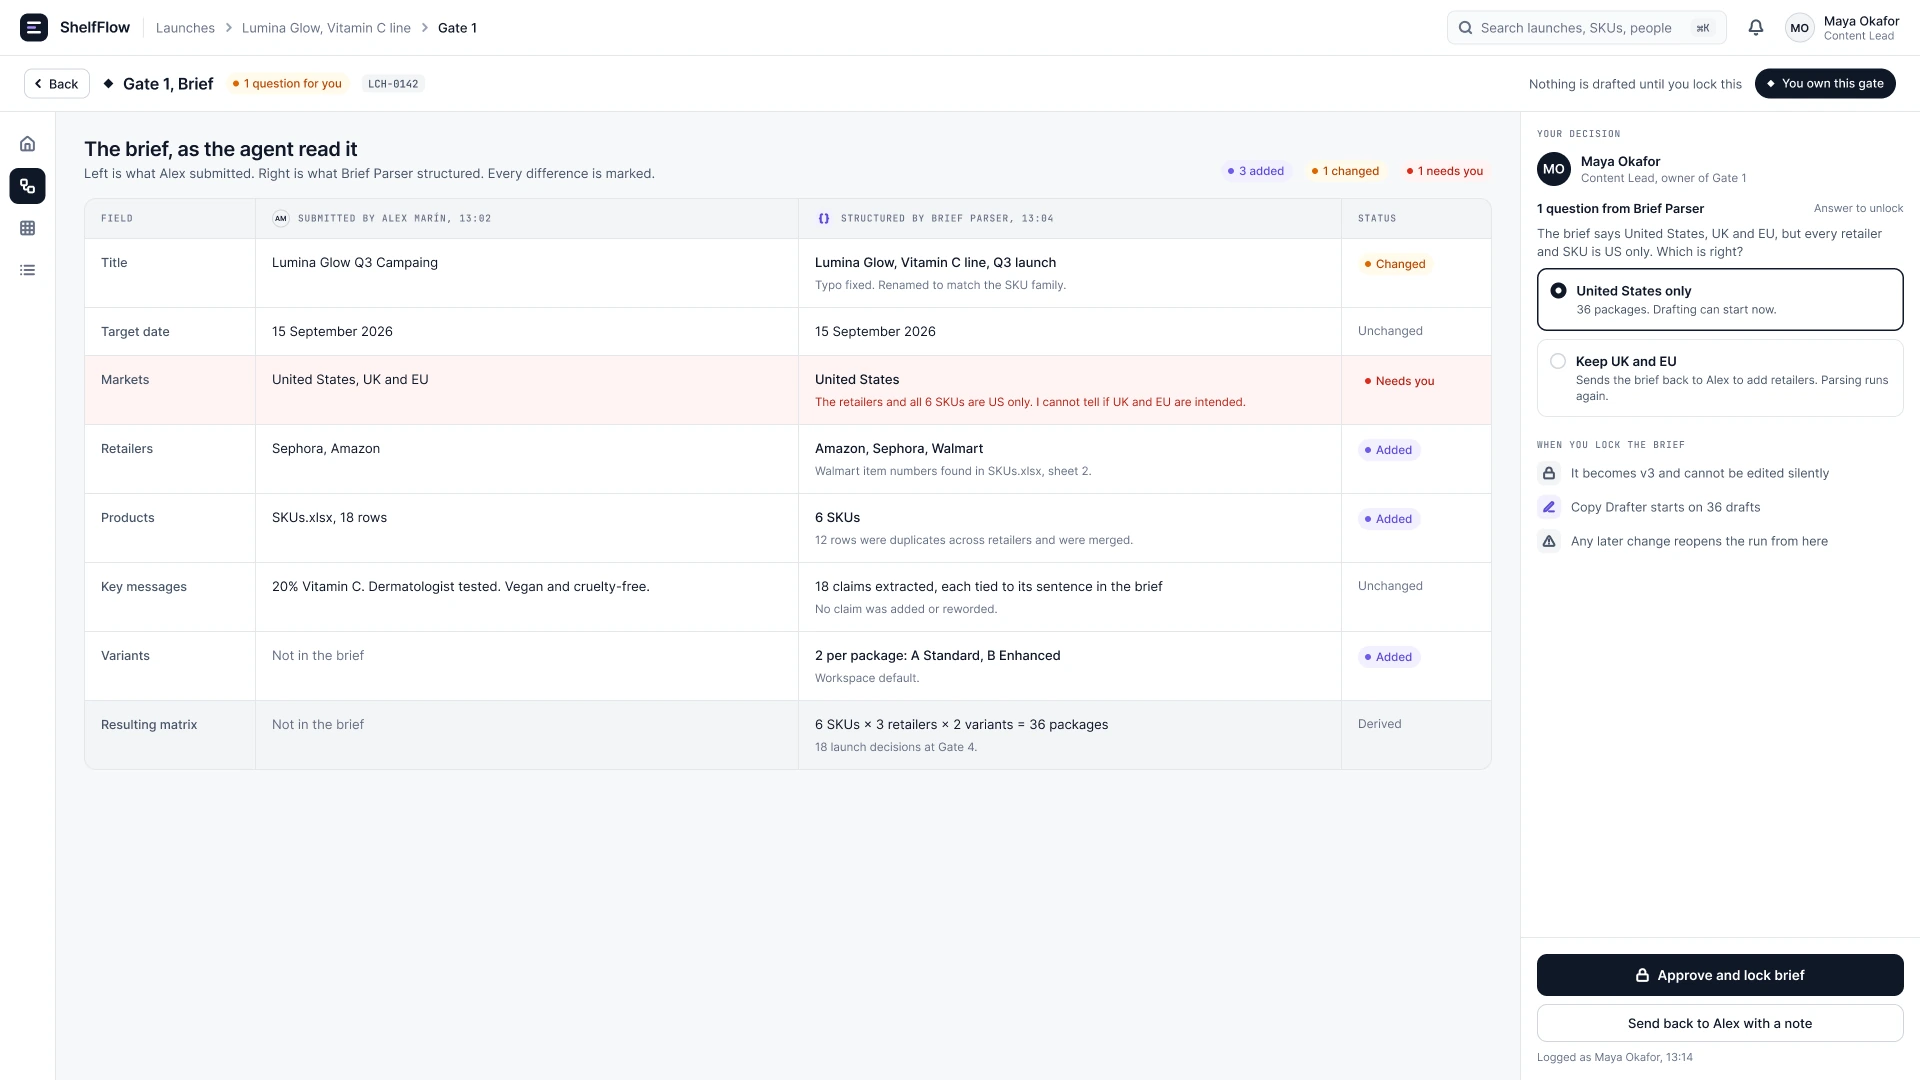 ShelfFlow
Launches > Lumina Glow, Vitamin C line > Gate 1
Search launches, SKUs, people ⌘K
MO
Maya Okafor
Content Lead
Back
Gate 1, Brief
1 question for you
LCH-0142
Nothing is drafted until you lock this
You own this gate
The brief, as the agent read it
Left is what Alex submitted. Right is what Brief Parser structured. Every difference is marked.
3 added
1 changed
1 needs you
FIELD
AM SUBMITTED BY ALEX MARÍN, 13:02
{} STRUCTURED BY BRIEF PARSER, 13:04
STATUS
Title
Lumina Glow Q3 Campaing
Lumina Glow, Vitamin C line, Q3 launch
Typo fixed. Renamed to match the SKU family.
Changed
Target date
15 September 2026
15 September 2026
Unchanged
Markets
United States, UK and EU
United States
The retailers and all 6 SKUs are US only. I cannot tell if UK and EU are intended.
Needs you
Retailers
Sephora, Amazon
Amazon, Sephora, Walmart
Walmart item numbers found in SKUs.xlsx, sheet 2.
Added
Products
SKUs.xlsx, 18 rows
6 SKUs
12 rows were duplicates across retailers and were merged.
Added
Key messages
20% Vitamin C. Dermatologist tested. Vegan and cruelty-free.
18 claims extracted, each tied to its sentence in the brief
No claim was added or reworded.
Unchanged
Variants
Not in the brief
2 per package: A Standard, B Enhanced
Workspace default.
Added
Resulting matrix
Not in the brief
6 SKUs × 3 retailers × 2 variants = 36 packages
18 launch decisions at Gate 4.
Derived
YOUR DECISION
MO
Maya Okafor
Content Lead, owner of Gate 1
1 question from Brief Parser
Answer to unlock
The brief says United States, UK and EU, but every retailer
and SKU is US only. Which is right?
United States only
36 packages. Drafting can start now.
Keep UK and EU
Sends the brief back to Alex to add retailers. Parsing runs
again.
WHEN YOU LOCK THE BRIEF
It becomes v3 and cannot be edited silently
Copy Drafter starts on 36 drafts
Any later change reopens the run from here
Approve and lock brief
Send back to Alex with a note
Logged as Maya Okafor, 13:14